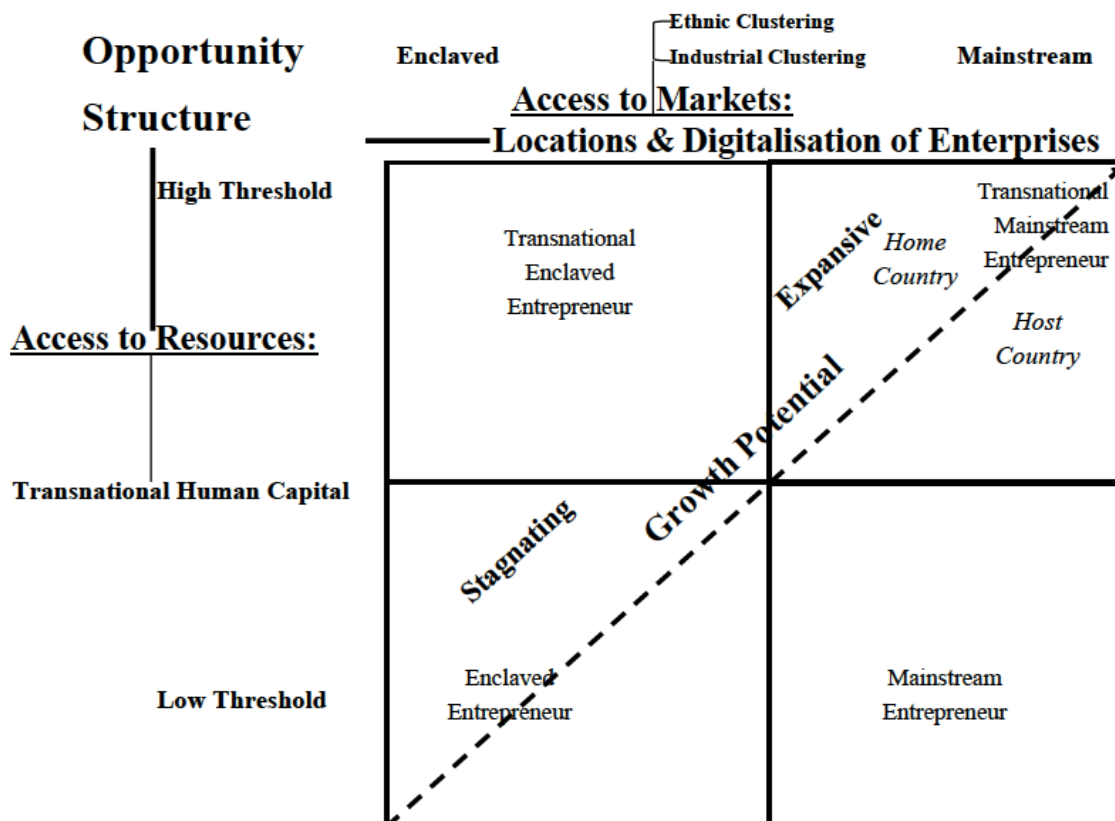 Opportunity
Structure
Enclaved
Ethnic Clustering
Industrial Clustering
Mainstream
Access to Markets:
Locations & Digitalisation of Enterprises
High Threshold
Transnational
Enclaved
Entrepreneur
Expansive
Home
Country
Transnational
Mainstream
Entrepreneur
Host
Country
Access to Resources:
Growth Potential
Transnational Human Capital
Stagnating
Low Threshold
Enclaved
Entrepreneur
Mainstream
Entrepreneur